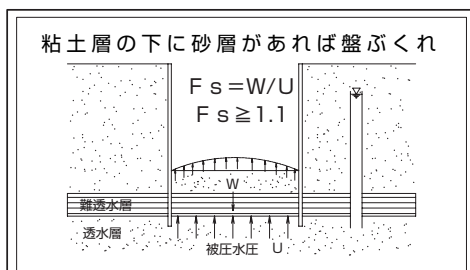 粘土層の下に砂層があれば盤ぶくれ
Ｆｓ＝W/U
Ｆｓ≧1.1
W
難透水層
透水層
被圧水圧 U